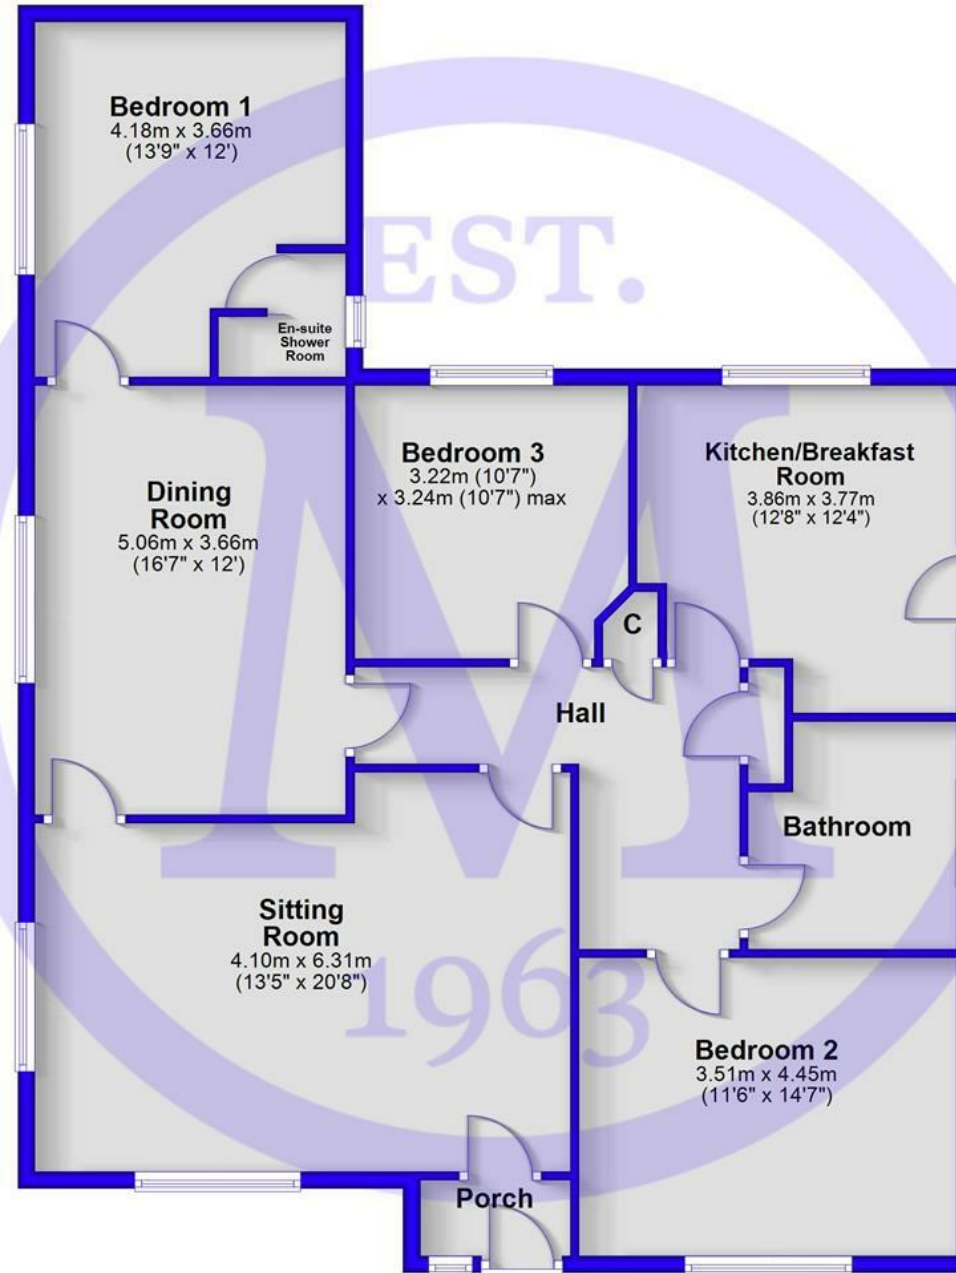 Bedroom 1
4.18m x 3.66m
(13'9" x 12')
EST.
En-suite
Shower
Room
Bedroom 3
3.22m (10'7")
x 3.24m (10'7") max
Kitchen/Breakfast
Room
3.86m x 3.77m
(12'8" x 12'4")
Dining
Room
5.06m x 3.66m
(16'7" x 12')
M
C
Hall
Bathroom
Sitting
Room
4.10m x 6.31m
(13'5" x 20'8")
1963
Bedroom 2
3.51m x 4.45m
(11'6" x 14'7")
Porch